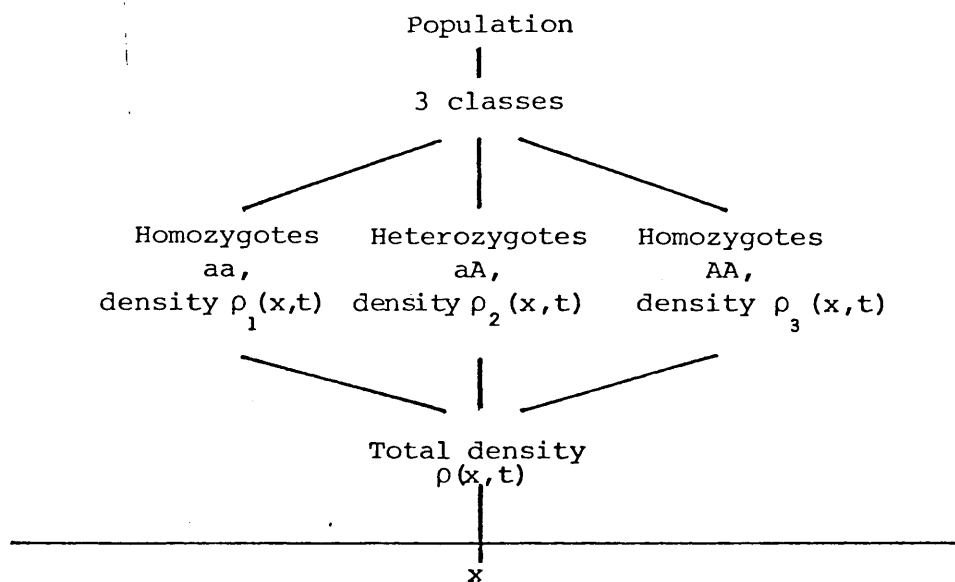 Population
3 classes
Homozygotes Heterozygotes Homozygotes
aa, aA, AA,
density ρ₁(x,t) density ρ₂(x,t) density ρ₃(x,t)
Total density
ρ(x,t)
x